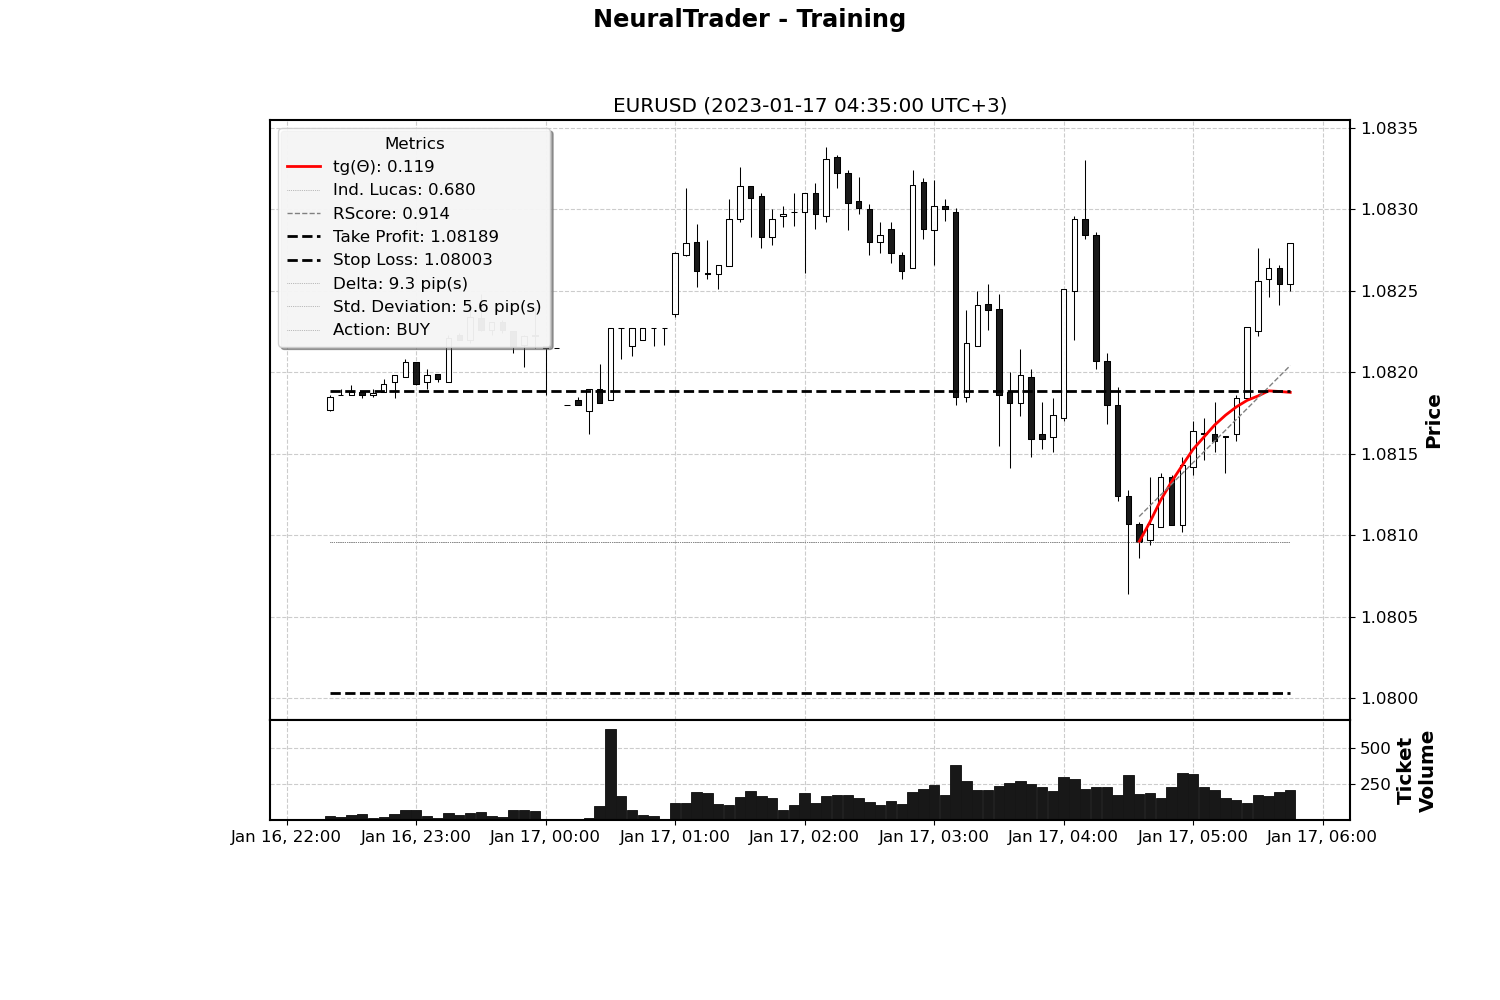 NeuralTrader - Training
EURUSD (2023-01-17 04:35:00 UTC+3)
Metrics
tg(Θ): 0.119
Ind. Lucas: 0.680
RScore: 0.914
Take Profit: 1.08189
Stop Loss: 1.08003
Delta: 9.3 pip(s)
Std. Deviation: 5.6 pip(s)
Action: BUY
1.0835
1.0830
1.0825
1.0820
1.0815
1.0810
1.0805
1.0800
Price
500
250
Ticket
Volume
Jan 16, 22:00
Jan 16, 23:00
Jan 17, 00:00
Jan 17, 01:00
Jan 17, 02:00
Jan 17, 03:00
Jan 17, 04:00
Jan 17, 05:00
Jan 17, 06:00